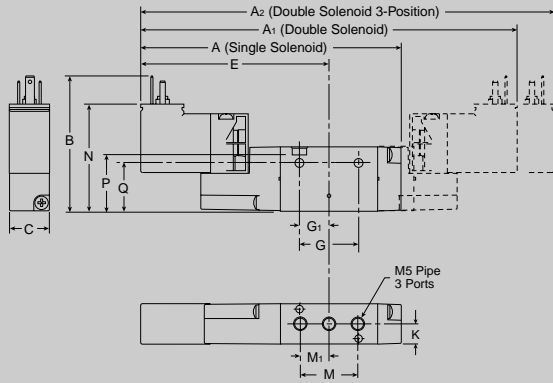 A2 (Double Solenoid 3-Position)
A1 (Double Solenoid)
A (Single Solenoid)
E
B
N
P
Q
C
G1
G
M5 Pipe
3 Ports
K
M1
M